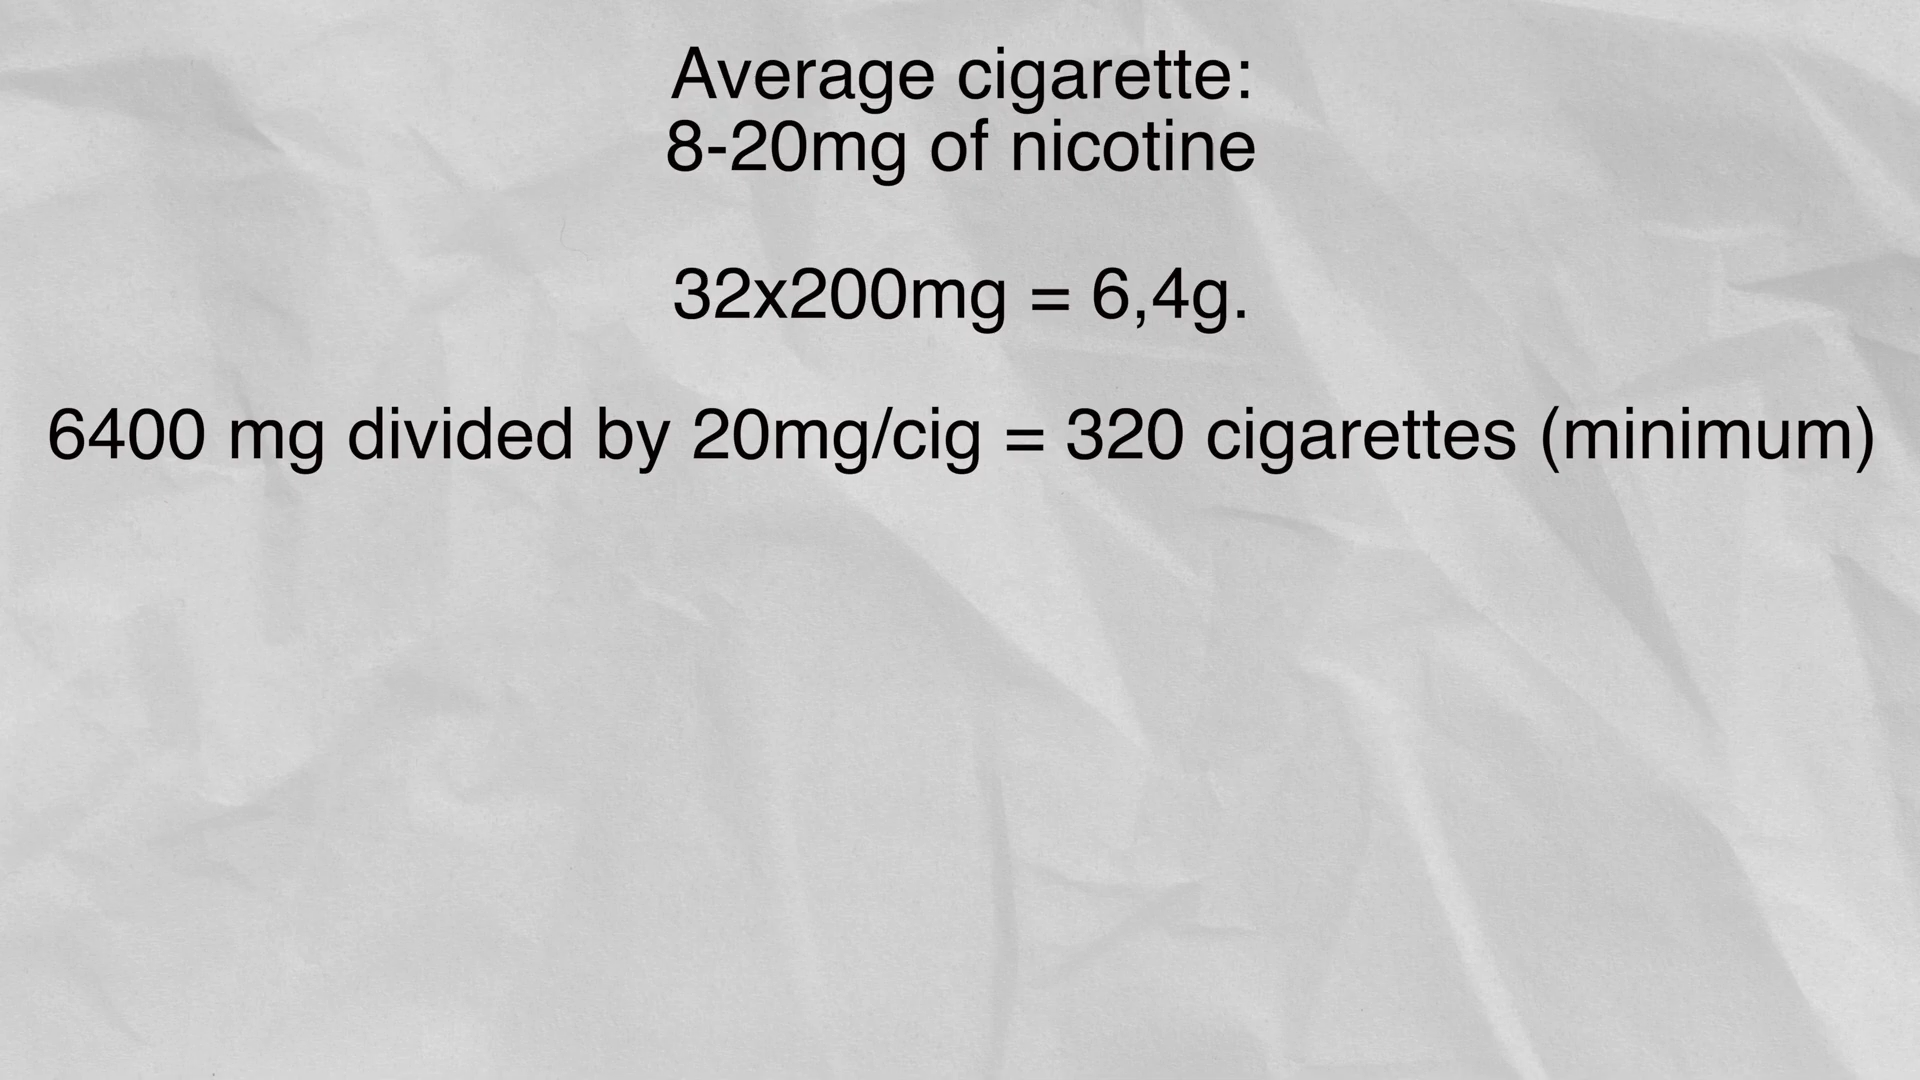 Average cigarette:
8-20mg of nicotine
32x200mg = 6,4g.
6400 mg divided by 20mg/cig = 320 cigarettes (minimum)